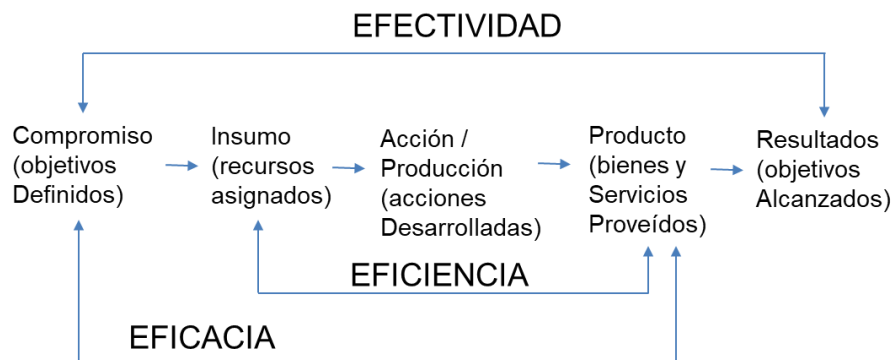 EFECTIVIDAD
Compromiso
(objetivos
Definidos)
Insumo
(recursos
asignados)
Acción /
Producción
(acciones
Desarrolladas)
Producto
(bienes y
Servicios
Proveídos)
Resultados
(objetivos
Alcanzados)
EFICIENCIA
EFICACIA